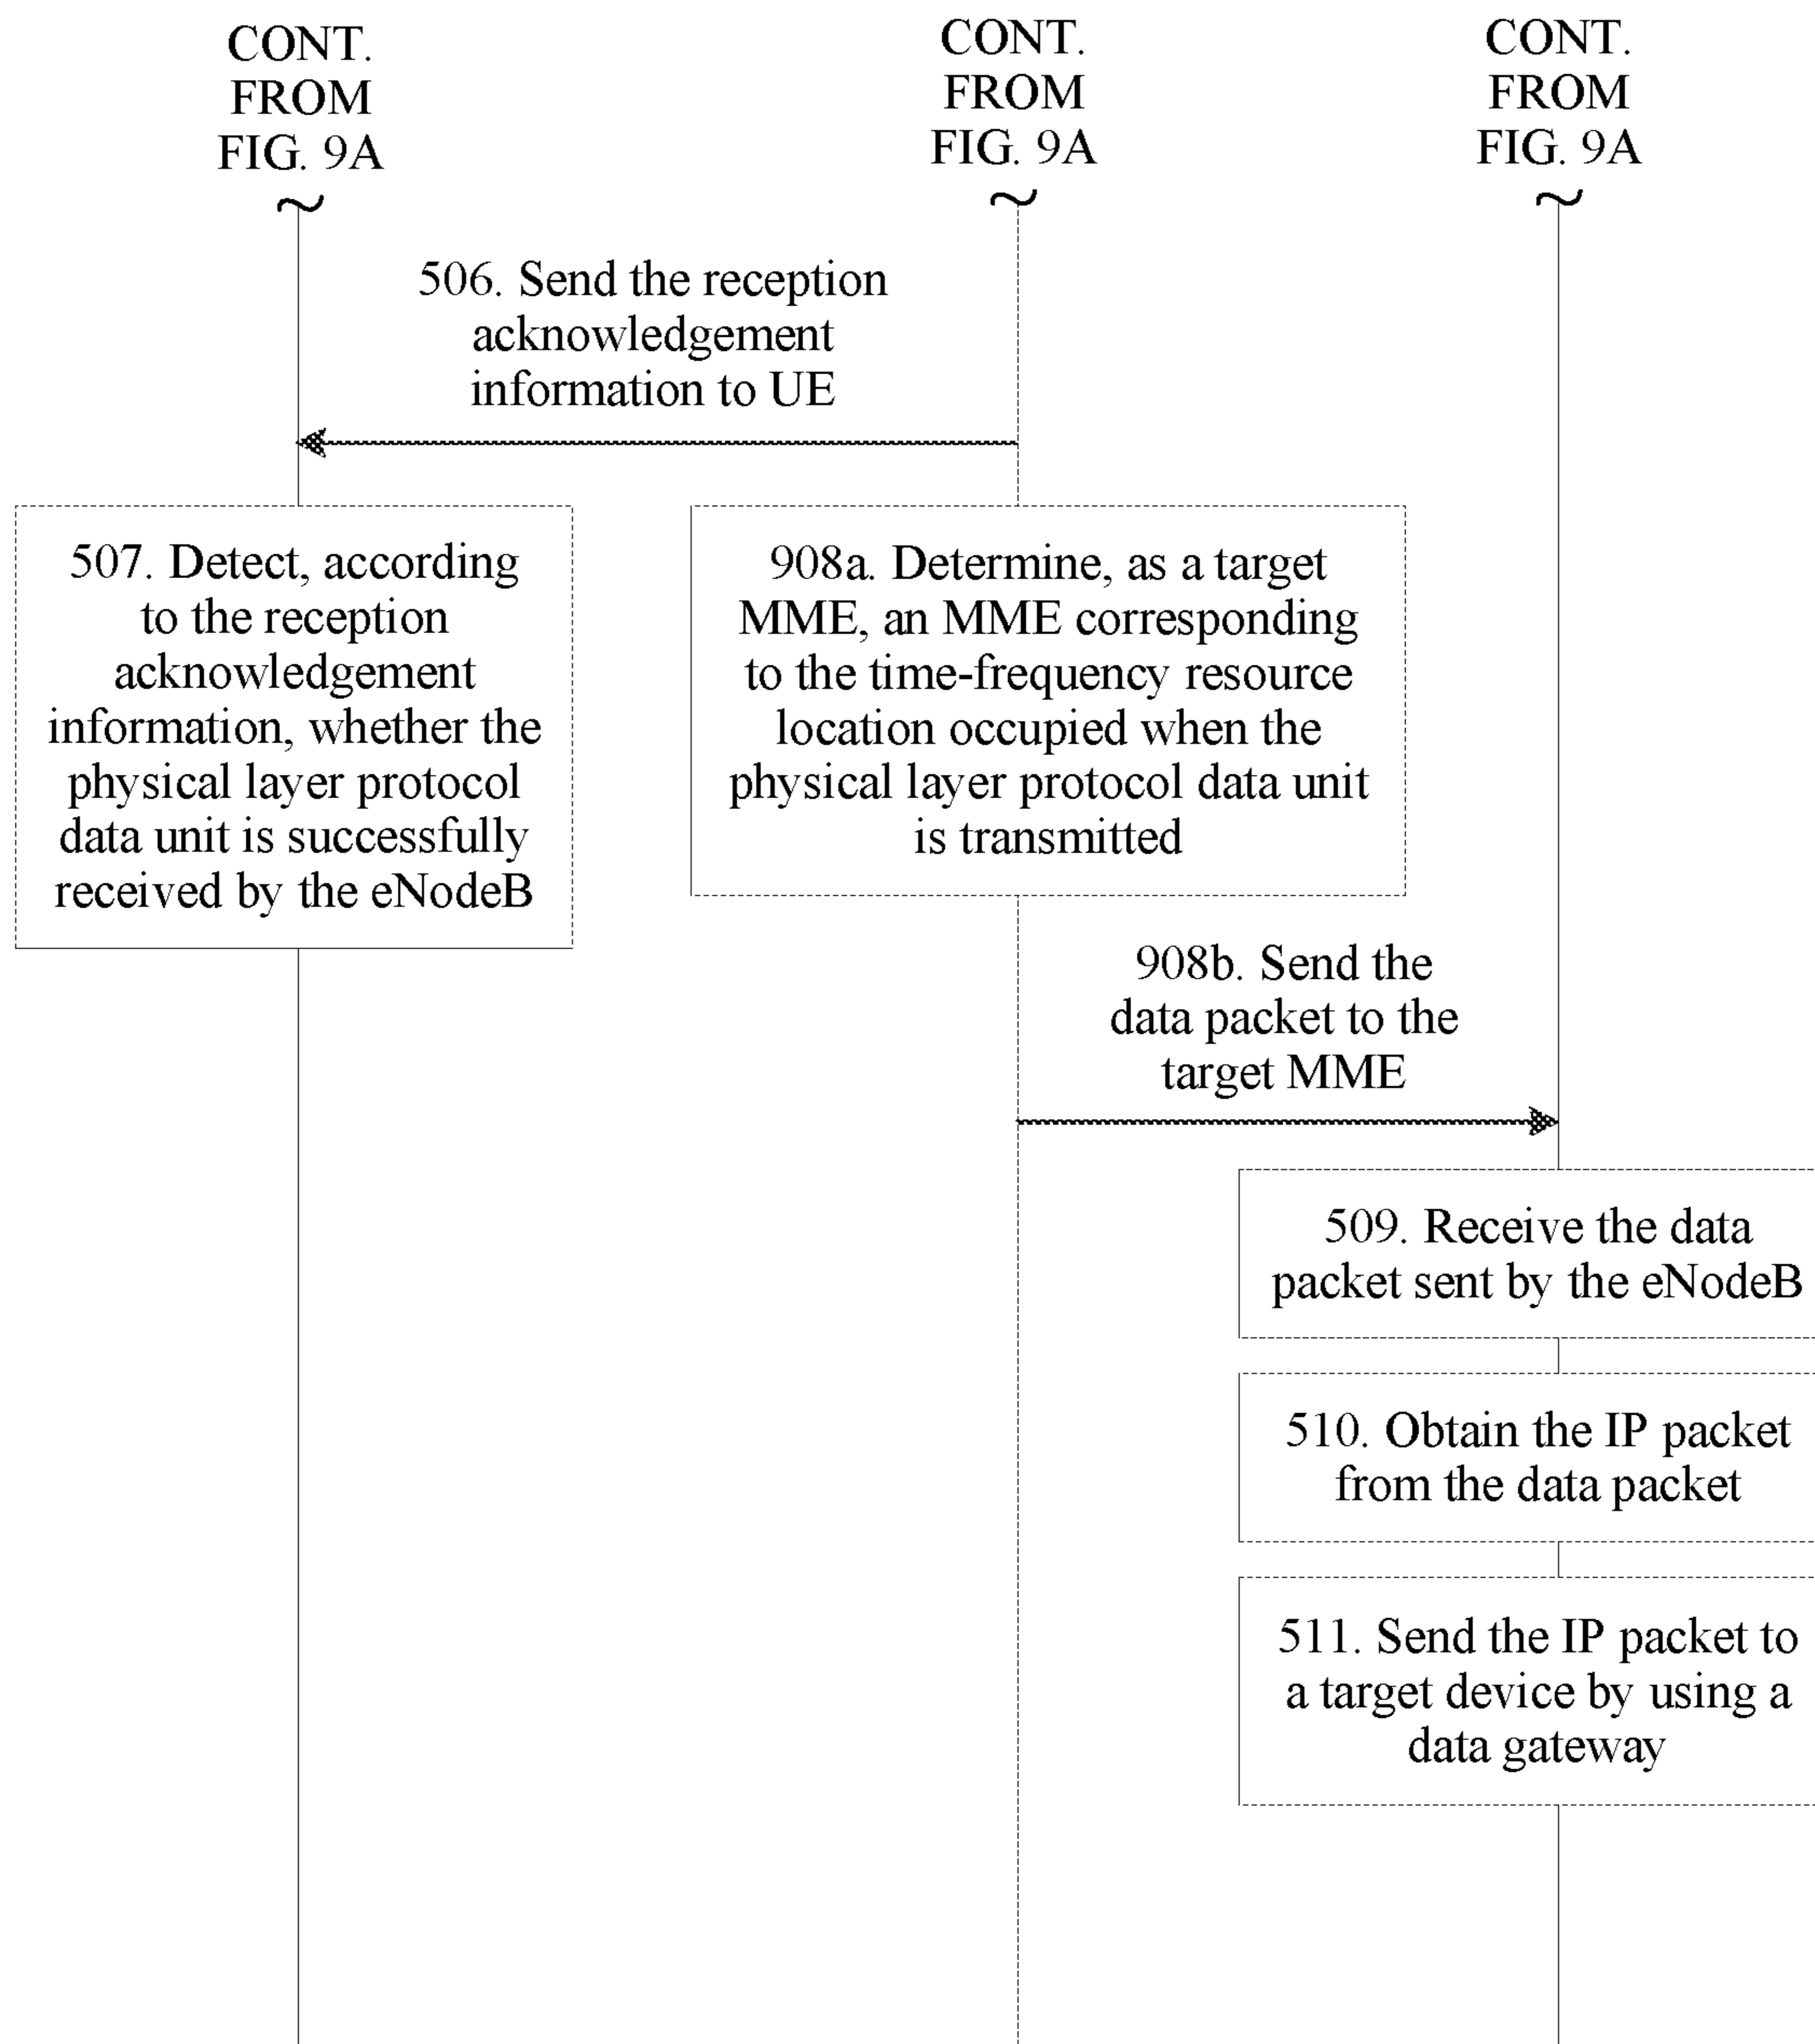 CONT.
FROM
FIG. 9A
CONT.
FROM
FIG. 9A
CONT.
FROM
FIG. 9A
506. Send the reception
acknowledgement
information to UE
507. Detect, according
to the reception
acknowledgement
information, whether the
physical layer protocol
data unit is successfully
received by the eNodeB
908a. Determine, as a target
MME, an MME corresponding
to the time-frequency resource
location occupied when the
physical layer protocol data unit
is transmitted
908b. Send the
data packet to the
target MME
509. Receive the data
packet sent by the eNodeB
510. Obtain the IP packet
from the data packet
511. Send the IP packet to
a target device by using a
data gateway